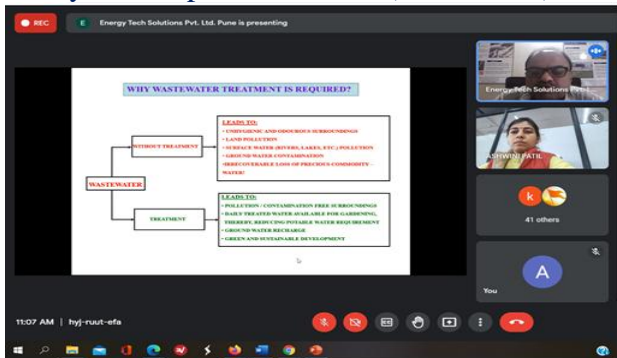 REC
E Energy Tech Solutions Pvt. Ltd. Pune is presenting
WHY WASTEWATER TREATMENT IS REQUIRED?
WASTEWATER
WITHOUT TREATMENT
LEADS TO:
• UNHYGIENIC AND ODOUROUS SURROUNDINGS
• LAND POLLUTION
• SURFACE WATER (RIVERS, LAKES, ETC.) POLLUTION
• GROUND WATER CONTAMINATION
•IRRECOVERABLE LOSS OF PRECIOUS COMMODITY –
WATER!
TREATMENT
LEADS TO:
• POLLUTION / CONTAMINATION FREE SURROUNDINGS
• DAILY TREATED WATER AVAILABLE FOR GARDENING,
THEREBY, REDUCING POTABLE WATER REQUIREMENT
• GROUND WATER RECHARGE
• GREEN AND SUSTAINABLE DEVELOPMENT
Energy Tech Solutions
ASHWINI PATIL
k
41 others
A
You
11:07 AM | hyj-ruut-efa